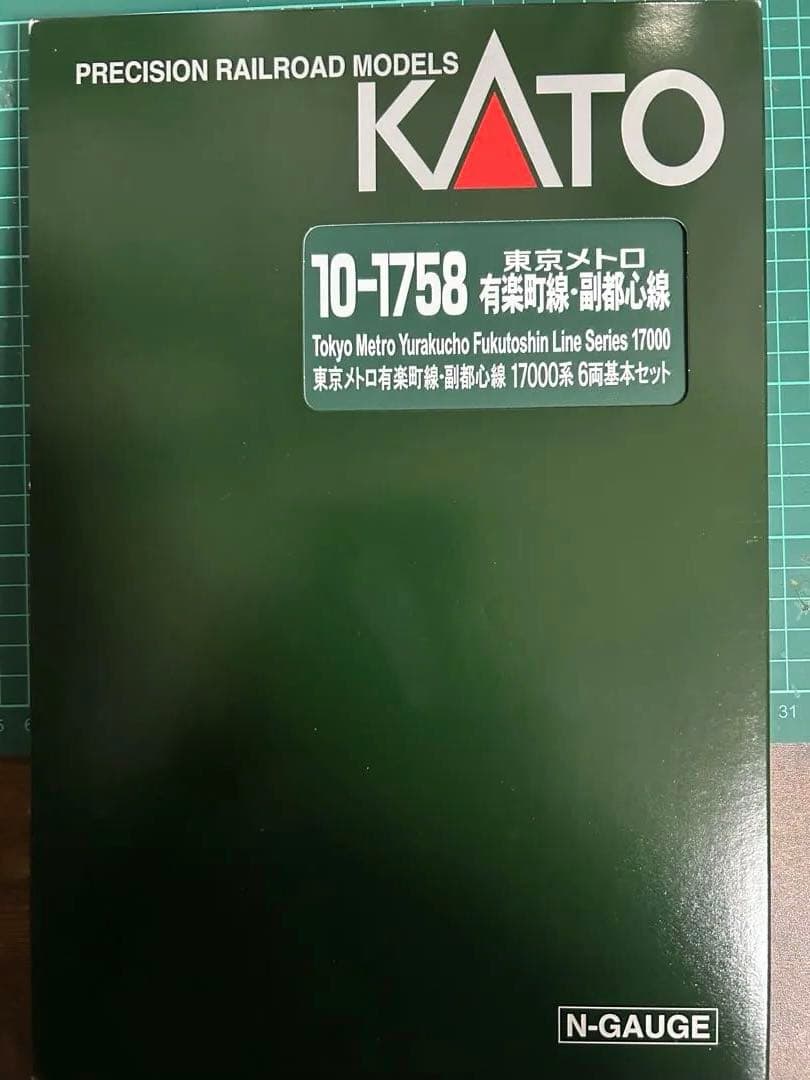 PRECISION RAILROAD MODELS
KATO
10-1758
東京メトロ
有楽町線・副都心線
Tokyo Metro Yurakucho Fukutoshin Line Series 17000
東京メトロ有楽町線・副都心線 17000系 6両基本セット
31
N-GAUGE